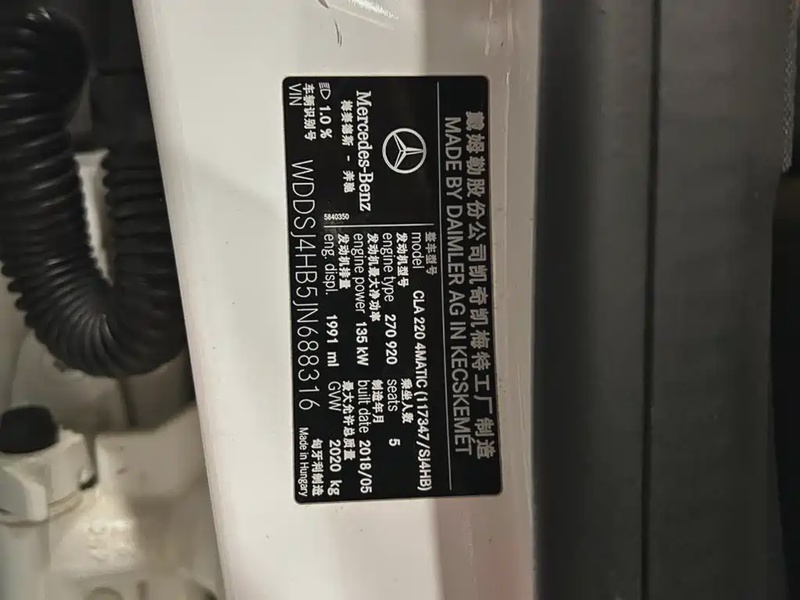 戴姆勒股份公司凯奇凯梅特工厂制造
MADE BY DAIMLER AG IN KECSKEMET
整车型号
model CLA 220 4MATIC (117347/SJ4HB)
发动机型号 乘坐人数
engine type 270 920 seats 5
发动机最大净功率 制造年月
engine power 135 kW built date 2018/05
发动机排量 最大允许总质量
eng. displ. 1991 ml GVW 2020 kg
Mercedes-Benz
梅赛德斯 - 奔驰
5840350
1.0 %
车辆识别号
VIN WDDSJ4HB5JN688316
匈牙利制造
Made in Hungary